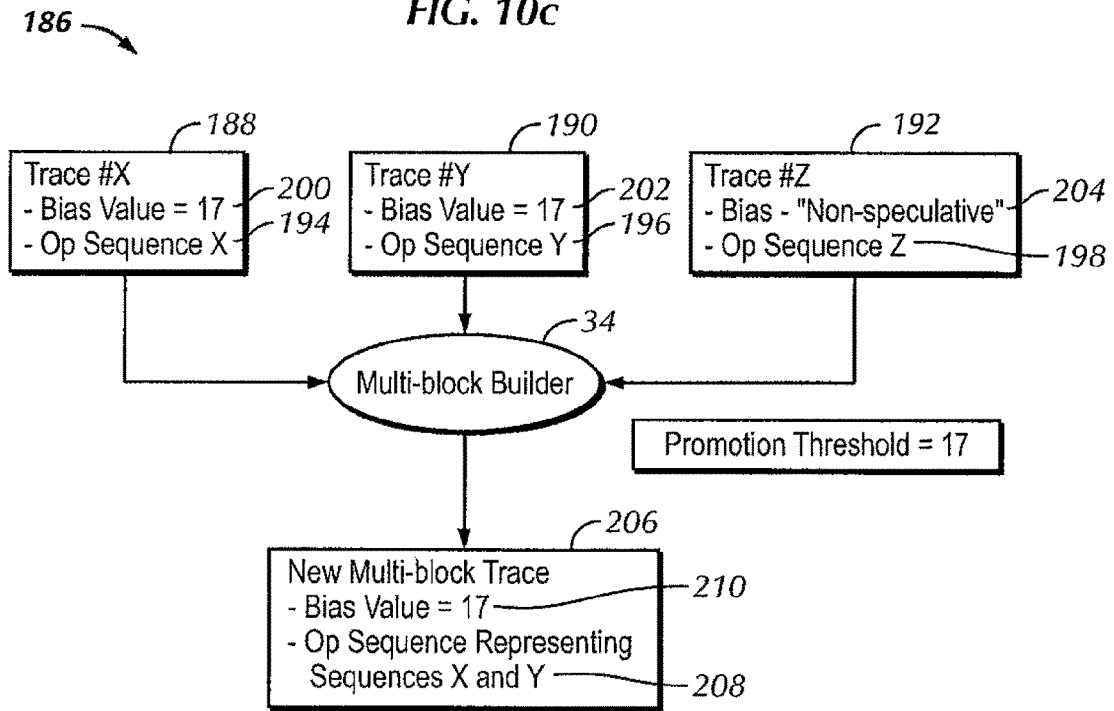 FIG. 10c
186
188
190
192
Trace #X
- Bias Value = 17
200
- Op Sequence X
194
Trace #Y
- Bias Value = 17
202
- Op Sequence Y
196
Trace #Z
- Bias - "Non-speculative"
204
- Op Sequence Z
198
34
Multi-block Builder
Promotion Threshold = 17
206
New Multi-block Trace
- Bias Value = 17
210
- Op Sequence Representing
Sequences X and Y
208